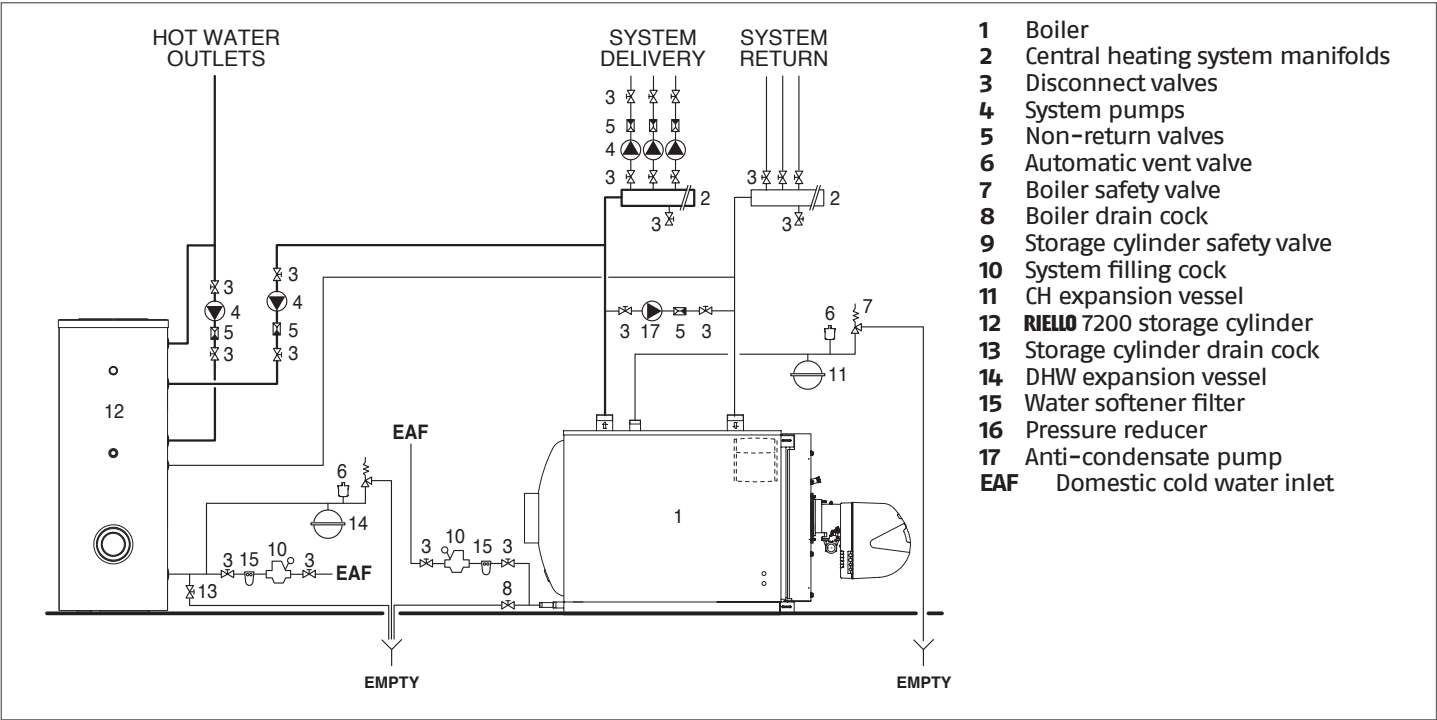 HOT WATER
OUTLETS
SYSTEM
DELIVERY
SYSTEM
RETURN
3
5
4
3
2
3
3
2
3
3
4
5
3
3
4
5
3
3 17 5 3
6
7
11
12
EAF
6
14
3 15 10 3
EAF
13
3 10 15 3
8
1
EMPTY
EMPTY
1 Boiler
2 Central heating system manifolds
3 Disconnect valves
4 System pumps
5 Non-return valves
6 Automatic vent valve
7 Boiler safety valve
8 Boiler drain cock
9 Storage cylinder safety valve
10 System filling cock
11 CH expansion vessel
12 RIELLO 7200 storage cylinder
13 Storage cylinder drain cock
14 DHW expansion vessel
15 Water softener filter
16 Pressure reducer
17 Anti-condensate pump
EAF Domestic cold water inlet